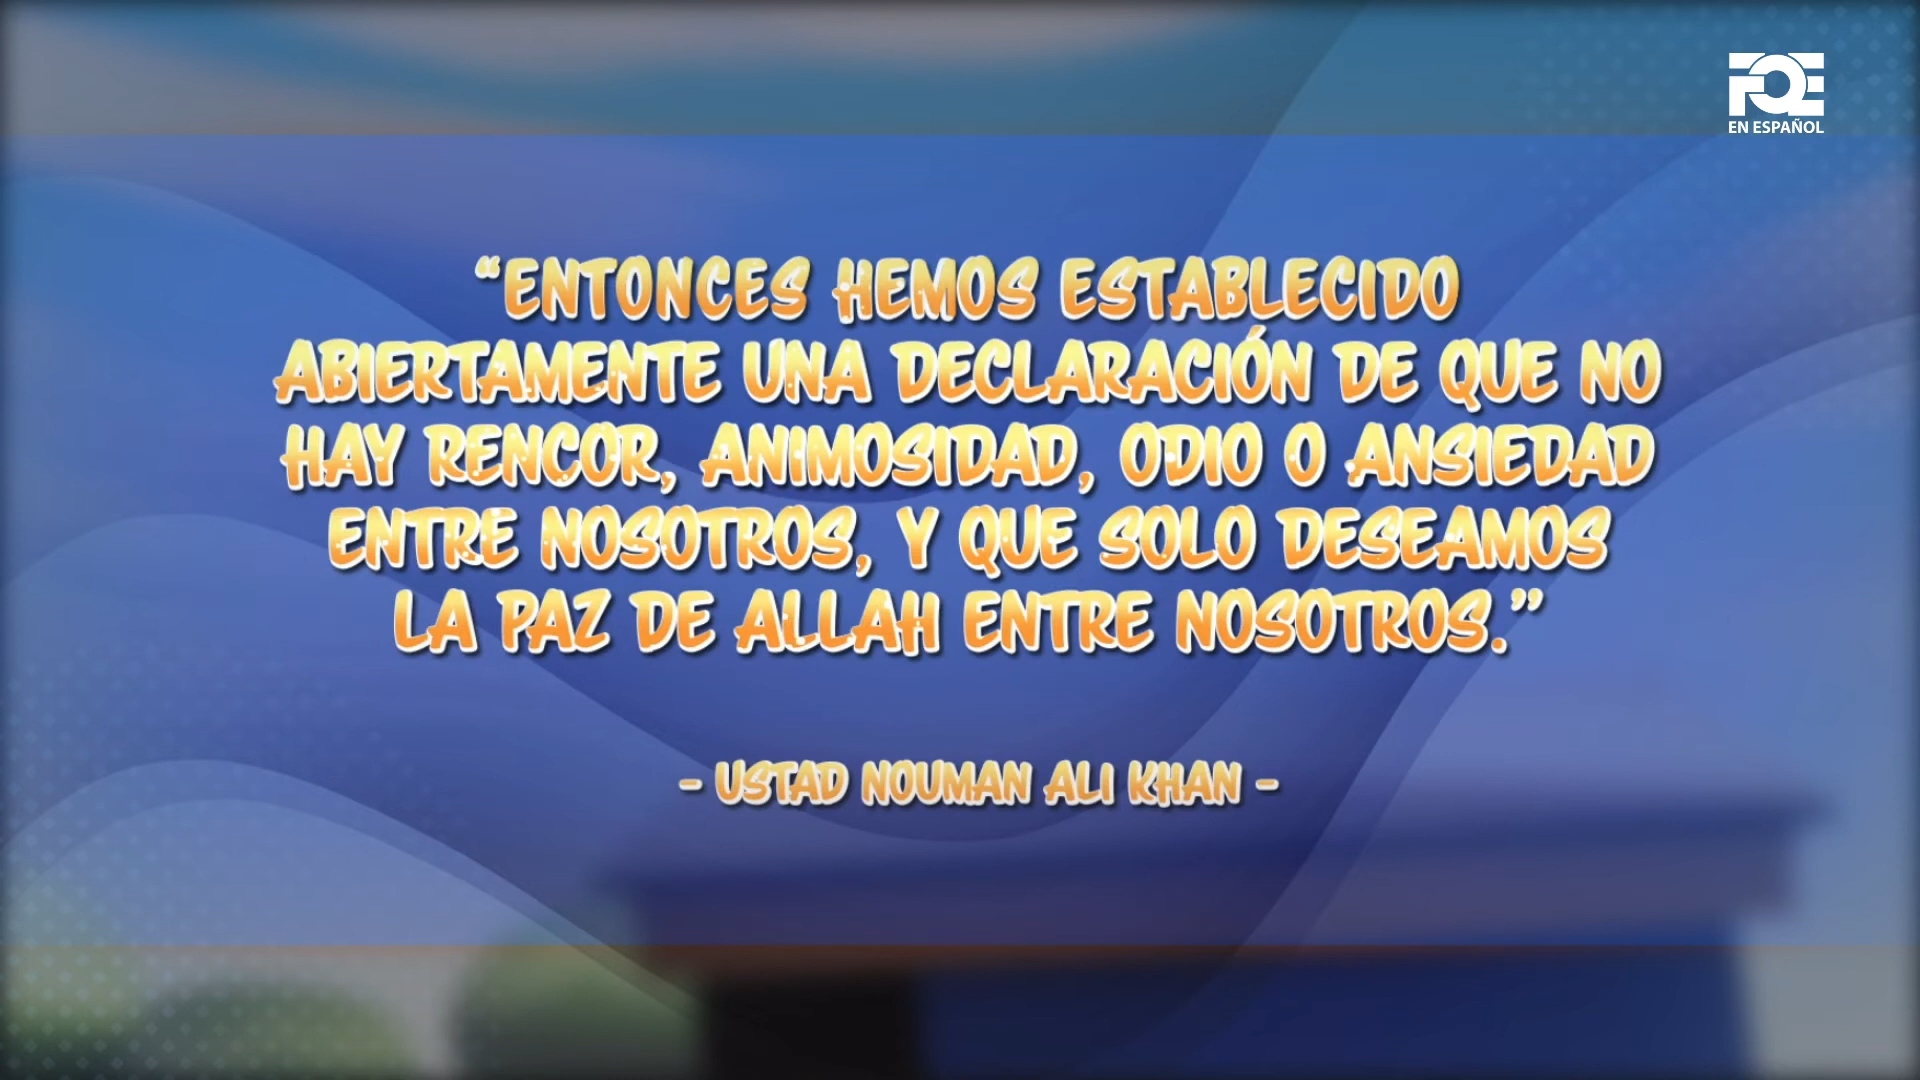 FQE
EN ESPAÑOL
“ENTONCES HEMOS ESTABLECIDO
ABIERTAMENTE UNA DECLARACIÓN DE QUE NO
HAY RENCOR, ANIMOSIDAD, ODIO O ANSIEDAD
ENTRE NOSOTROS, Y QUE SOLO DESEAMOS
LA PAZ DE ALLAH ENTRE NOSOTROS.”
- USTAD NOUMAN ALI KHAN -